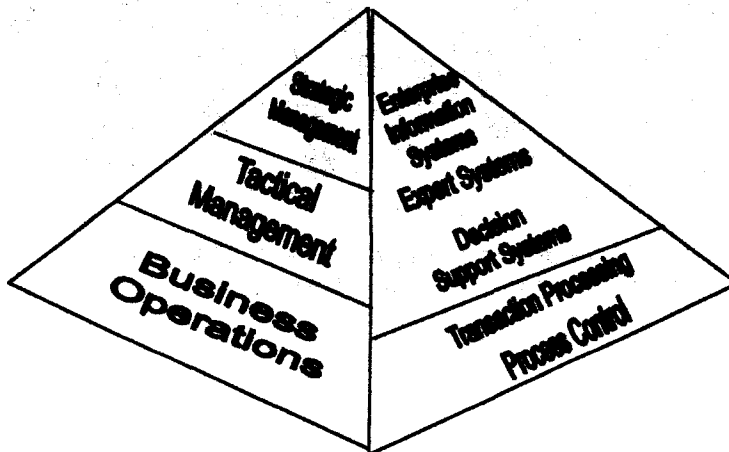 Strategic
Management
Tactical
Management
Business
Operations
Enterprise
Information
Systems
Expert Systems
Decision
Support Systems
Transaction Processing
Process Control